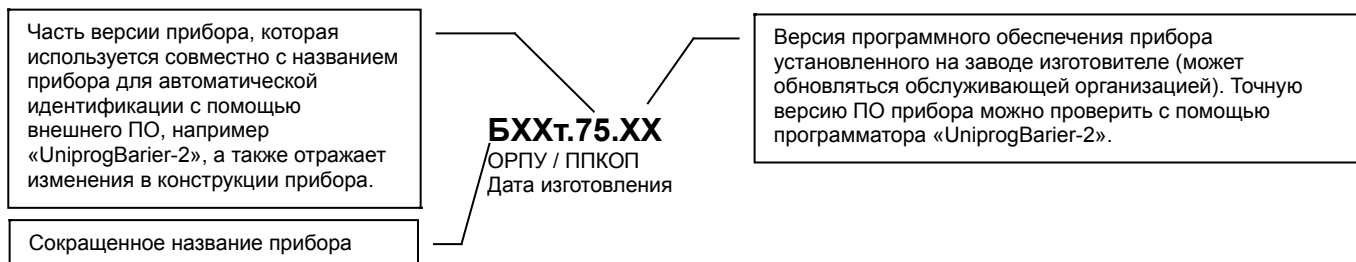 Часть версии прибора, которая
используется совместно с названием
прибора для автоматической
идентификации с помощью
внешнего ПО, например
«UniprogBarier-2», а также отражает
изменения в конструкции прибора.
Сокращенное название прибора
БХХт.75.ХХ
ОРПУ / ППКОП
Дата изготовления
Версия программного обеспечения прибора
установленного на заводе изготовителе (может
обновляться обслуживающей организацией). Точную
версию ПО прибора можно проверить с помощью
программатора «UniprogBarier-2».